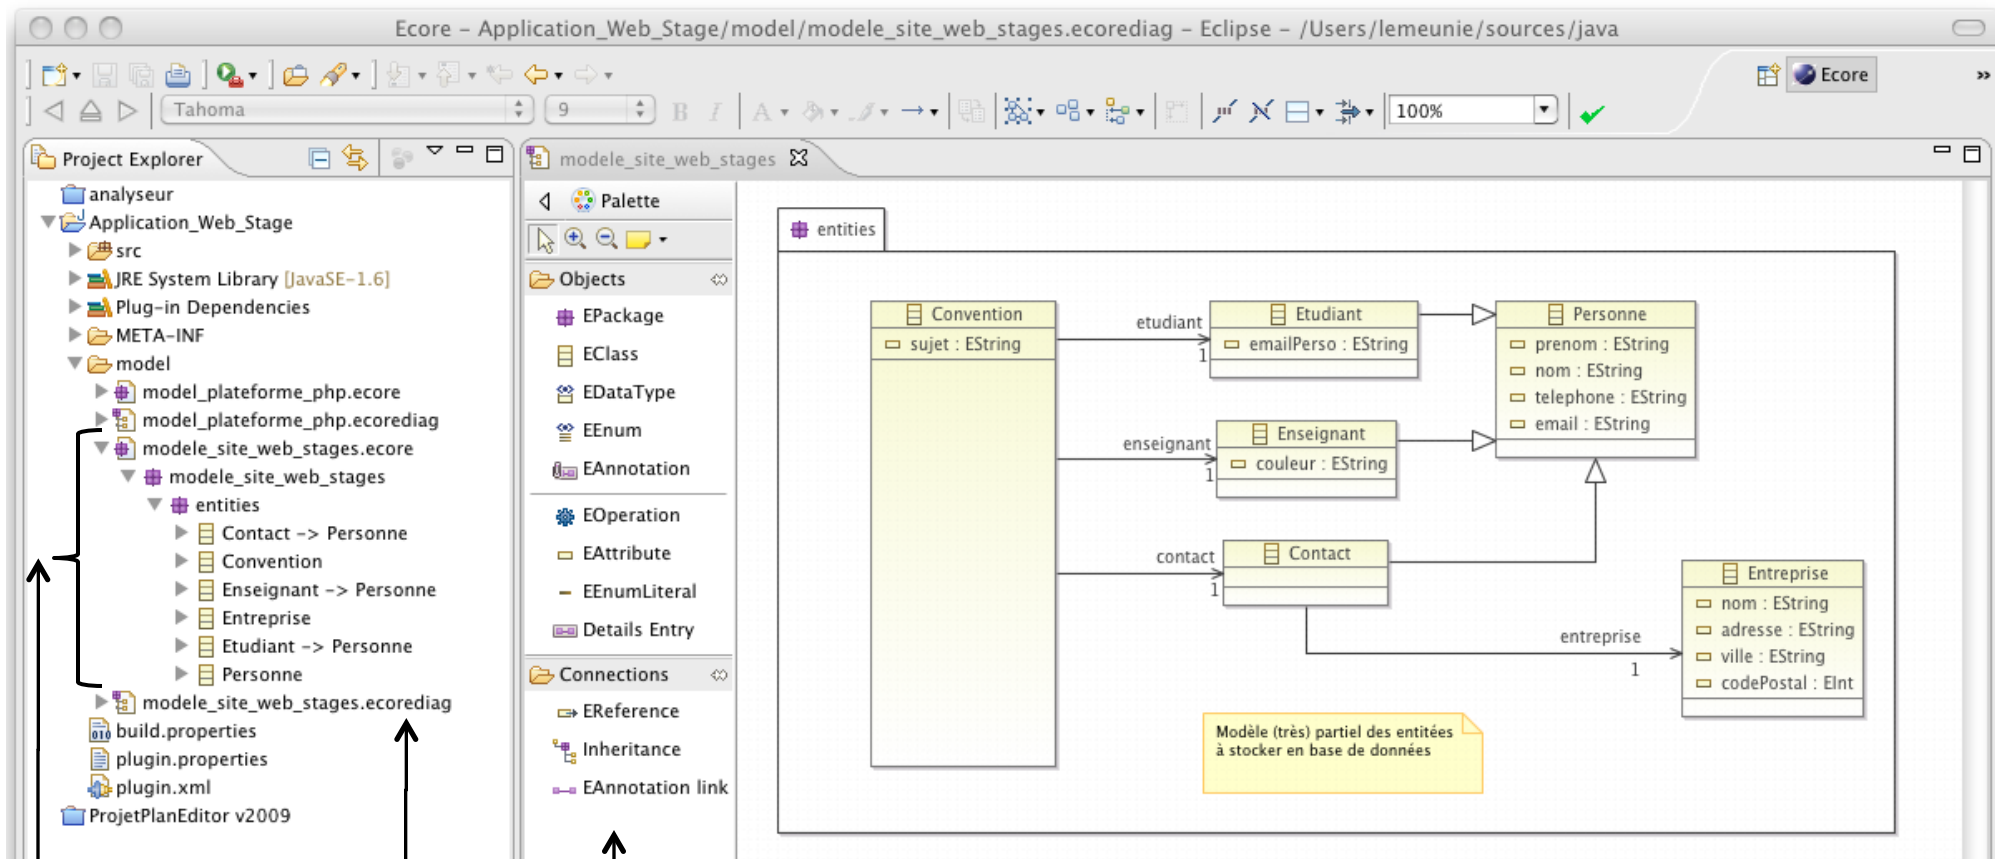 Ecore – Application_Web_Stage/model/modele_site_web_stages.ecorediag – Eclipse – /Users/lemeunie/sources/java
Ecore
»
Tahoma
9
B I
A
100%
Project Explorer
analyseur
Application_Web_Stage
src
JRE System Library [JavaSE-1.6]
Plug-in Dependencies
META-INF
model
model_plateforme_php.ecore
model_plateforme_php.ecorediag
modele_site_web_stages.ecore
modele_site_web_stages
entities
Contact -> Personne
Convention
Enseignant -> Personne
Entreprise
Etudiant -> Personne
Personne
modele_site_web_stages.ecorediag
build.properties
plugin.properties
plugin.xml
ProjetPlanEditor v2009
modele_site_web_stages
Palette
Objects
EPackage
EClass
EDataType
EEnum
EAnnotation
EOperation
EAttribute
EEnumLiteral
Details Entry
Connections
EReference
Inheritance
EAnnotation link
entities
Convention
sujet : EString
etudiant
1
Etudiant
emailPerso : EString
Personne
prenom : EString
nom : EString
telephone : EString
email : EString
enseignant
1
Enseignant
couleur : EString
contact
1
Contact
entreprise
1
Entreprise
nom : EString
adresse : EString
ville : EString
codePostal : EInt
Modèle (très) partiel des entitées
à stocker en base de données